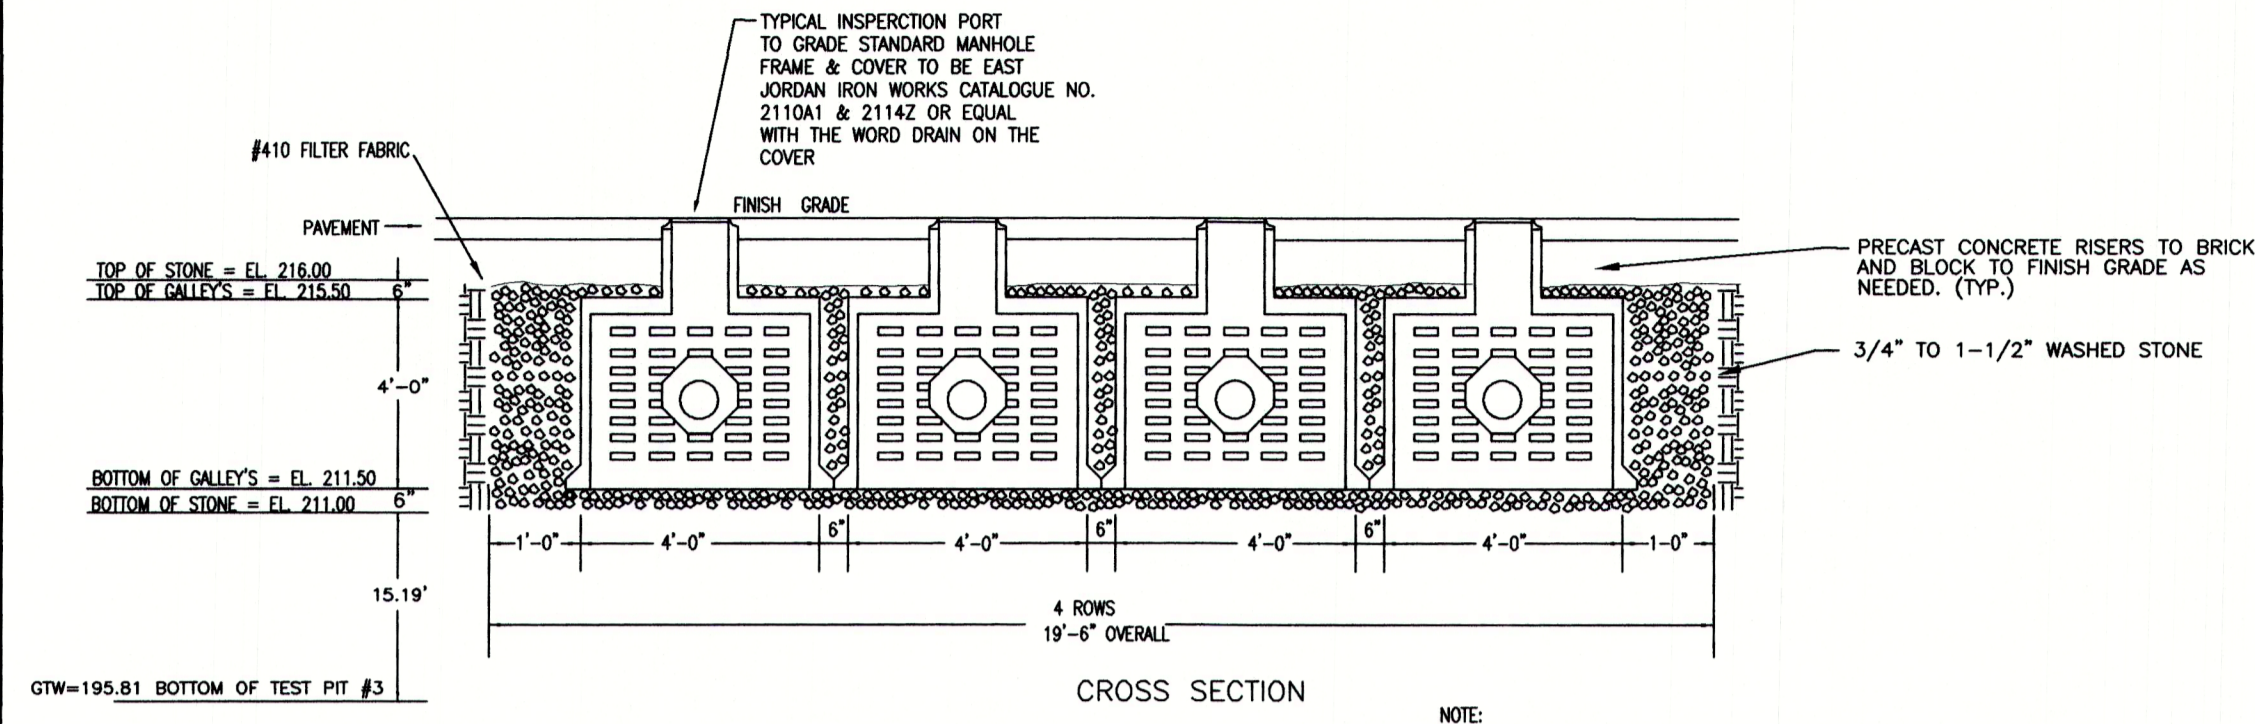 TYPICAL INSPERCTION PORT
TO GRADE STANDARD MANHOLE
FRAME & COVER TO BE EAST
JORDAN IRON WORKS CATALOGUE NO.
2110A1 & 2114Z OR EQUAL
WITH THE WORD DRAIN ON THE
COVER
#410 FILTER FABRIC
FINISH GRADE
PAVEMENT
PRECAST CONCRETE RISERS TO BRICK
AND BLOCK TO FINISH GRADE AS
NEEDED. (TYP.)
TOP OF STONE = EL. 216.00
TOP OF GALLEY'S = EL. 215.50 6"
3/4" TO 1-1/2" WASHED STONE
4'-0"
BOTTOM OF GALLEY'S = EL. 211.50
BOTTOM OF STONE = EL. 211.00 6"
1'-0" 4'-0" 6" 4'-0" 6" 4'-0" 6" 4'-0" 1-0"
15.19'
4 ROWS
19'-6" OVERALL
GTW=195.81 BOTTOM OF TEST PIT #3
CROSS SECTION
NOTE: